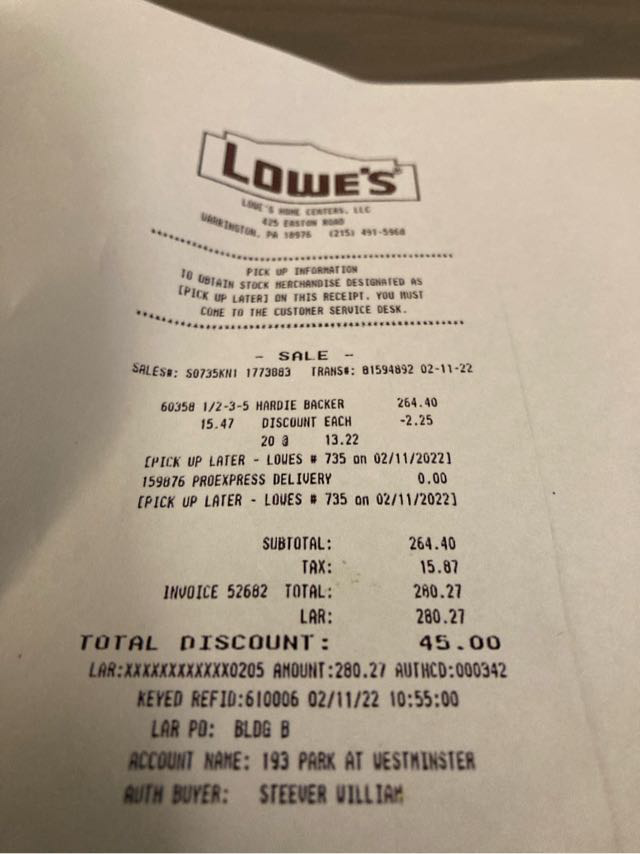 LOWE'S
LOWE'S HOME CENTERS, LLC
425 EASTON ROAD
WARRINGTON, PA 18976 (215) 491-5960
PICK UP INFORMATION
TO OBTAIN STOCK MERCHANDISE DESIGNATED AS
[PICK UP LATER] ON THIS RECEIPT, YOU MUST
COME TO THE CUSTOMER SERVICE DESK.
- SALE -
SALES#: S0735KN1 1773883 TRANS#: 81594892 02-11-22
60358 1/2-3-5 HARDIE BACKER 264.40
15.47 DISCOUNT EACH -2.25
20 @ 13.22
[PICK UP LATER - LOWES # 735 on 02/11/2022]
159876 PROEXPRESS DELIVERY 0.00
[PICK UP LATER - LOWES # 735 on 02/11/2022]
SUBTOTAL: 264.40
TAX: 15.87
INVOICE 52682 TOTAL: 280.27
LAR: 280.27
TOTAL DISCOUNT: 45.00
LAR:XXXXXXXXXXXX0205 AMOUNT:280.27 AUTHCD:000342
KEYED REFID:610006 02/11/22 10:55:00
LAR PO: BLDG B
ACCOUNT NAME: 193 PARK AT WESTMINSTER
AUTH BUYER: STEEVER WILLIAM